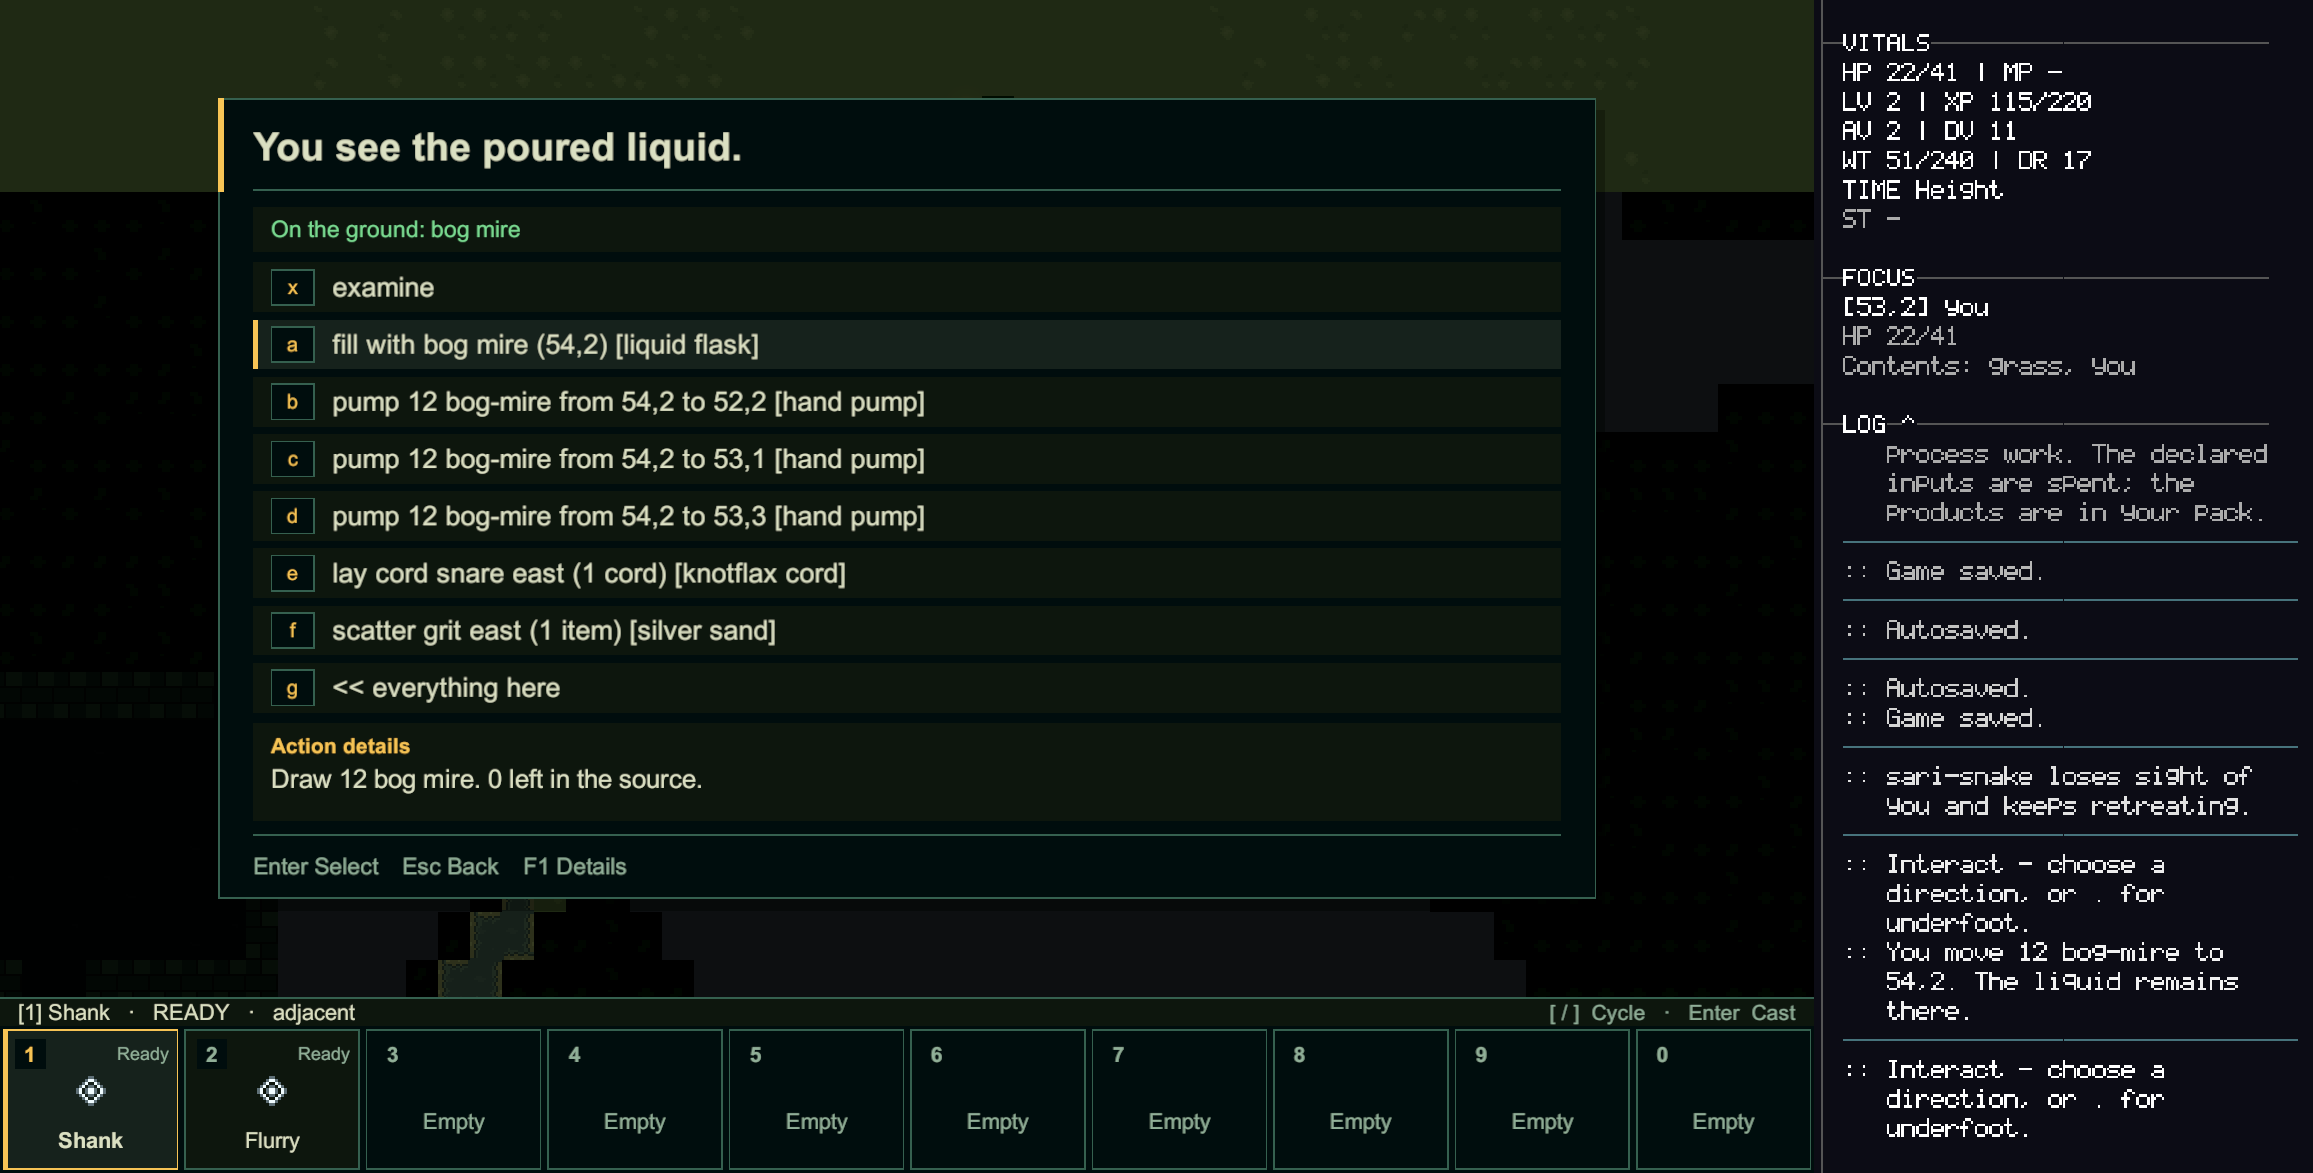 You see the poured liquid.
On the ground: bog mire
x examine
a fill with bog mire (54,2) [liquid flask]
b pump 12 bog-mire from 54,2 to 52,2 [hand pump]
c pump 12 bog-mire from 54,2 to 53,1 [hand pump]
d pump 12 bog-mire from 54,2 to 53,3 [hand pump]
e lay cord snare east (1 cord) [knotflax cord]
f scatter grit east (1 item) [silver sand]
g << everything here
Action details
Draw 12 bog mire. 0 left in the source.
Enter Select Esc Back F1 Details
[1] Shank · READY · adjacent
[ / ] Cycle · Enter Cast
1 Ready
Shank
2 Ready
Flurry
3
Empty
4
Empty
5
Empty
6
Empty
7
Empty
8
Empty
9
Empty
0
Empty
VITALS
HP 22/41 | MP -
LV 2 | XP 115/220
AV 2 | DV 11
WT 51/240 | DR 17
TIME Height
ST -
FOCUS
[53,2] You
HP 22/41
Contents: grass, You
LOG ^
Process work. The declared
inputs are spent; the
Products are in Your Pack.
:: Game saved.
:: Autosaved.
:: Autosaved.
:: Game saved.
:: sari-snake loses sight of
You and keeps retreating.
:: Interact - choose a
direction, or . for
underfoot.
:: You move 12 bog-mire to
54,2. The liquid remains
there.
:: Interact - choose a
direction, or . for
underfoot.